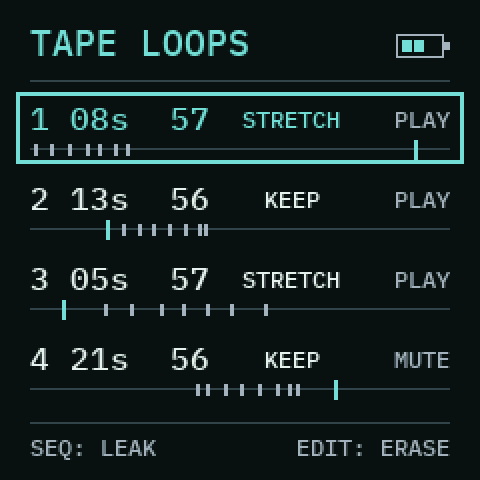 TAPE LOOPS
1 08s 57 STRETCH PLAY
2 13s 56 KEEP PLAY
3 05s 57 STRETCH PLAY
4 21s 56 KEEP MUTE
SEQ: LEAK EDIT: ERASE